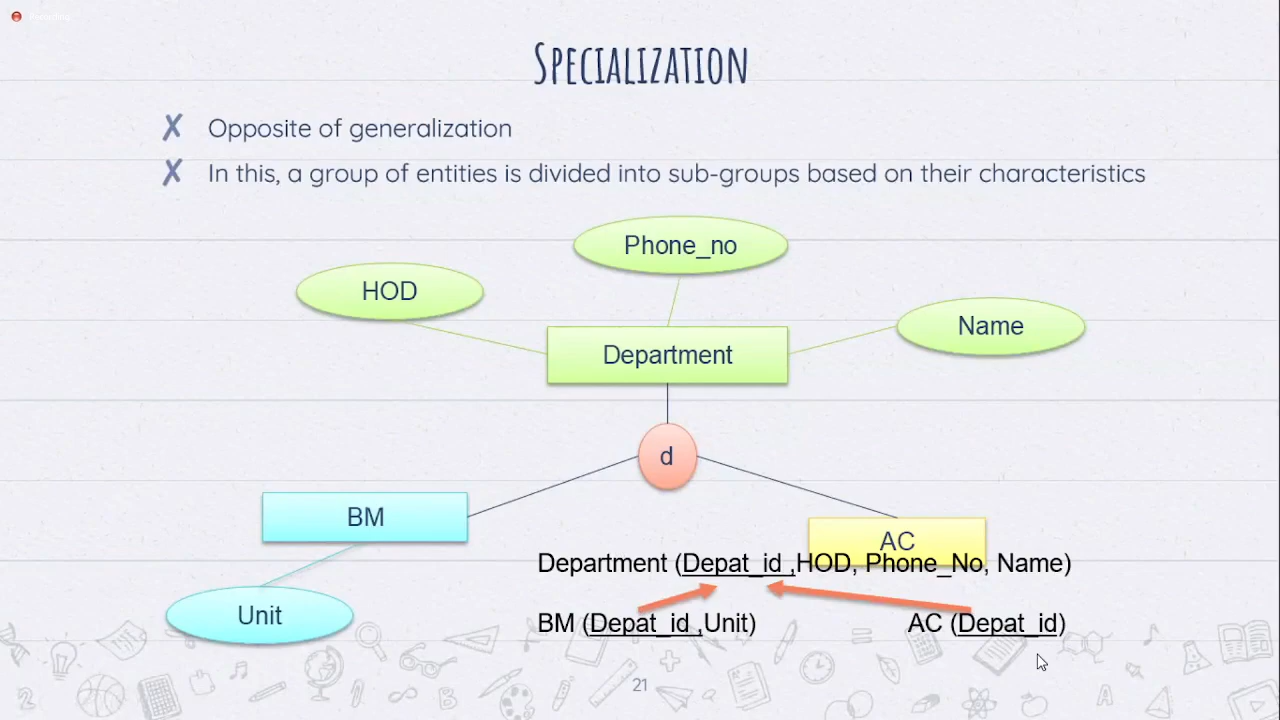 Recording
SPECIALIZATION
✗ Opposite of generalization
✗ In this, a group of entities is divided into sub-groups based on their characteristics
Phone_no
HOD
Name
Department
d
BM
AC
Department (Depat_id ,HOD, Phone_No, Name)
Unit
BM (Depat_id ,Unit)
AC (Depat_id)
21